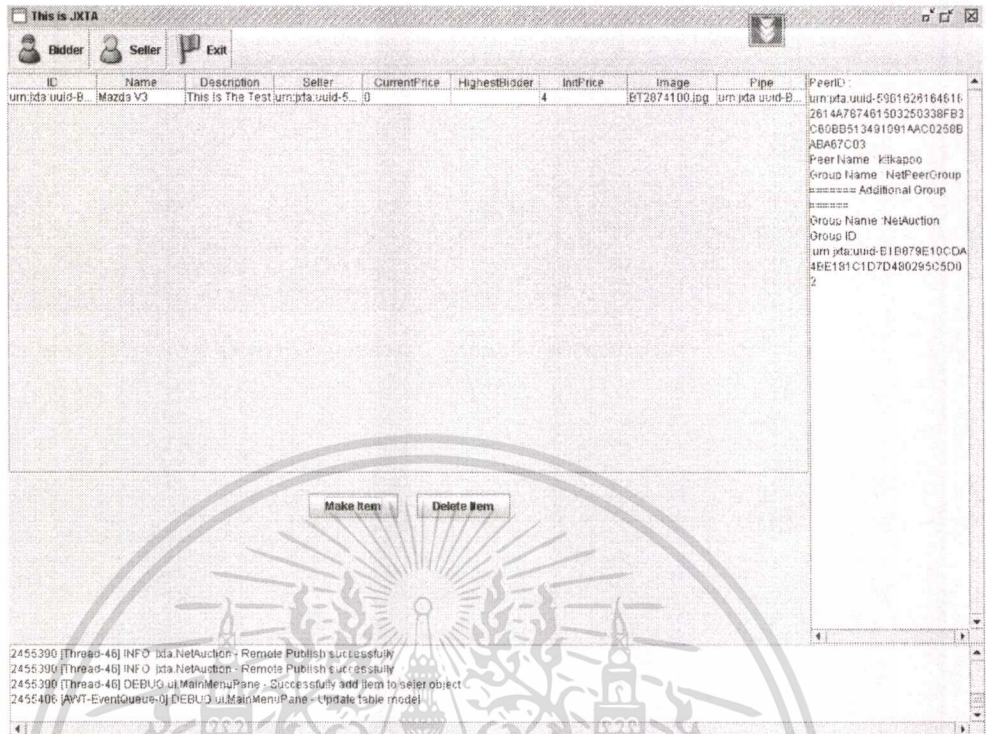 This is JXTA
Bidder Seller Exit
ID Name Description Seller CurrentPrice HighestBidder InitPrice Image Pipe
urn:jxta:uuid-B... Mazda V3 This Is The Test urn:jxta:uuid-5... 0 4 BT2874100.jpg urn:jxta:uuid-B...
PeerID :
urn:jxta:uuid-5961626164616
2614A787461503250338FB3
C60BB513491091AAC0258B
ABA67C03
Peer Name :
Group Name : NetPeerGroup
======= Additional Group
======
Group Name :NetAuction
Group ID
urn:jxta:uuid-B1B879E10CDA
4BE181C1D7D480295C5D0
2
Make Item Delete Item
2455390 [Thread-46] INFO jxta.NetAuction - Remote Publish successfully
2455390 [Thread-46] INFO jxta.NetAuction - Remote Publish successfully
2455390 [Thread-46] DEBUG ui.MainMenuPane - Successfully add item to seler object
2455406 [AWT-EventQueue-0] DEBUG ui.MainMenuPane - Update table model